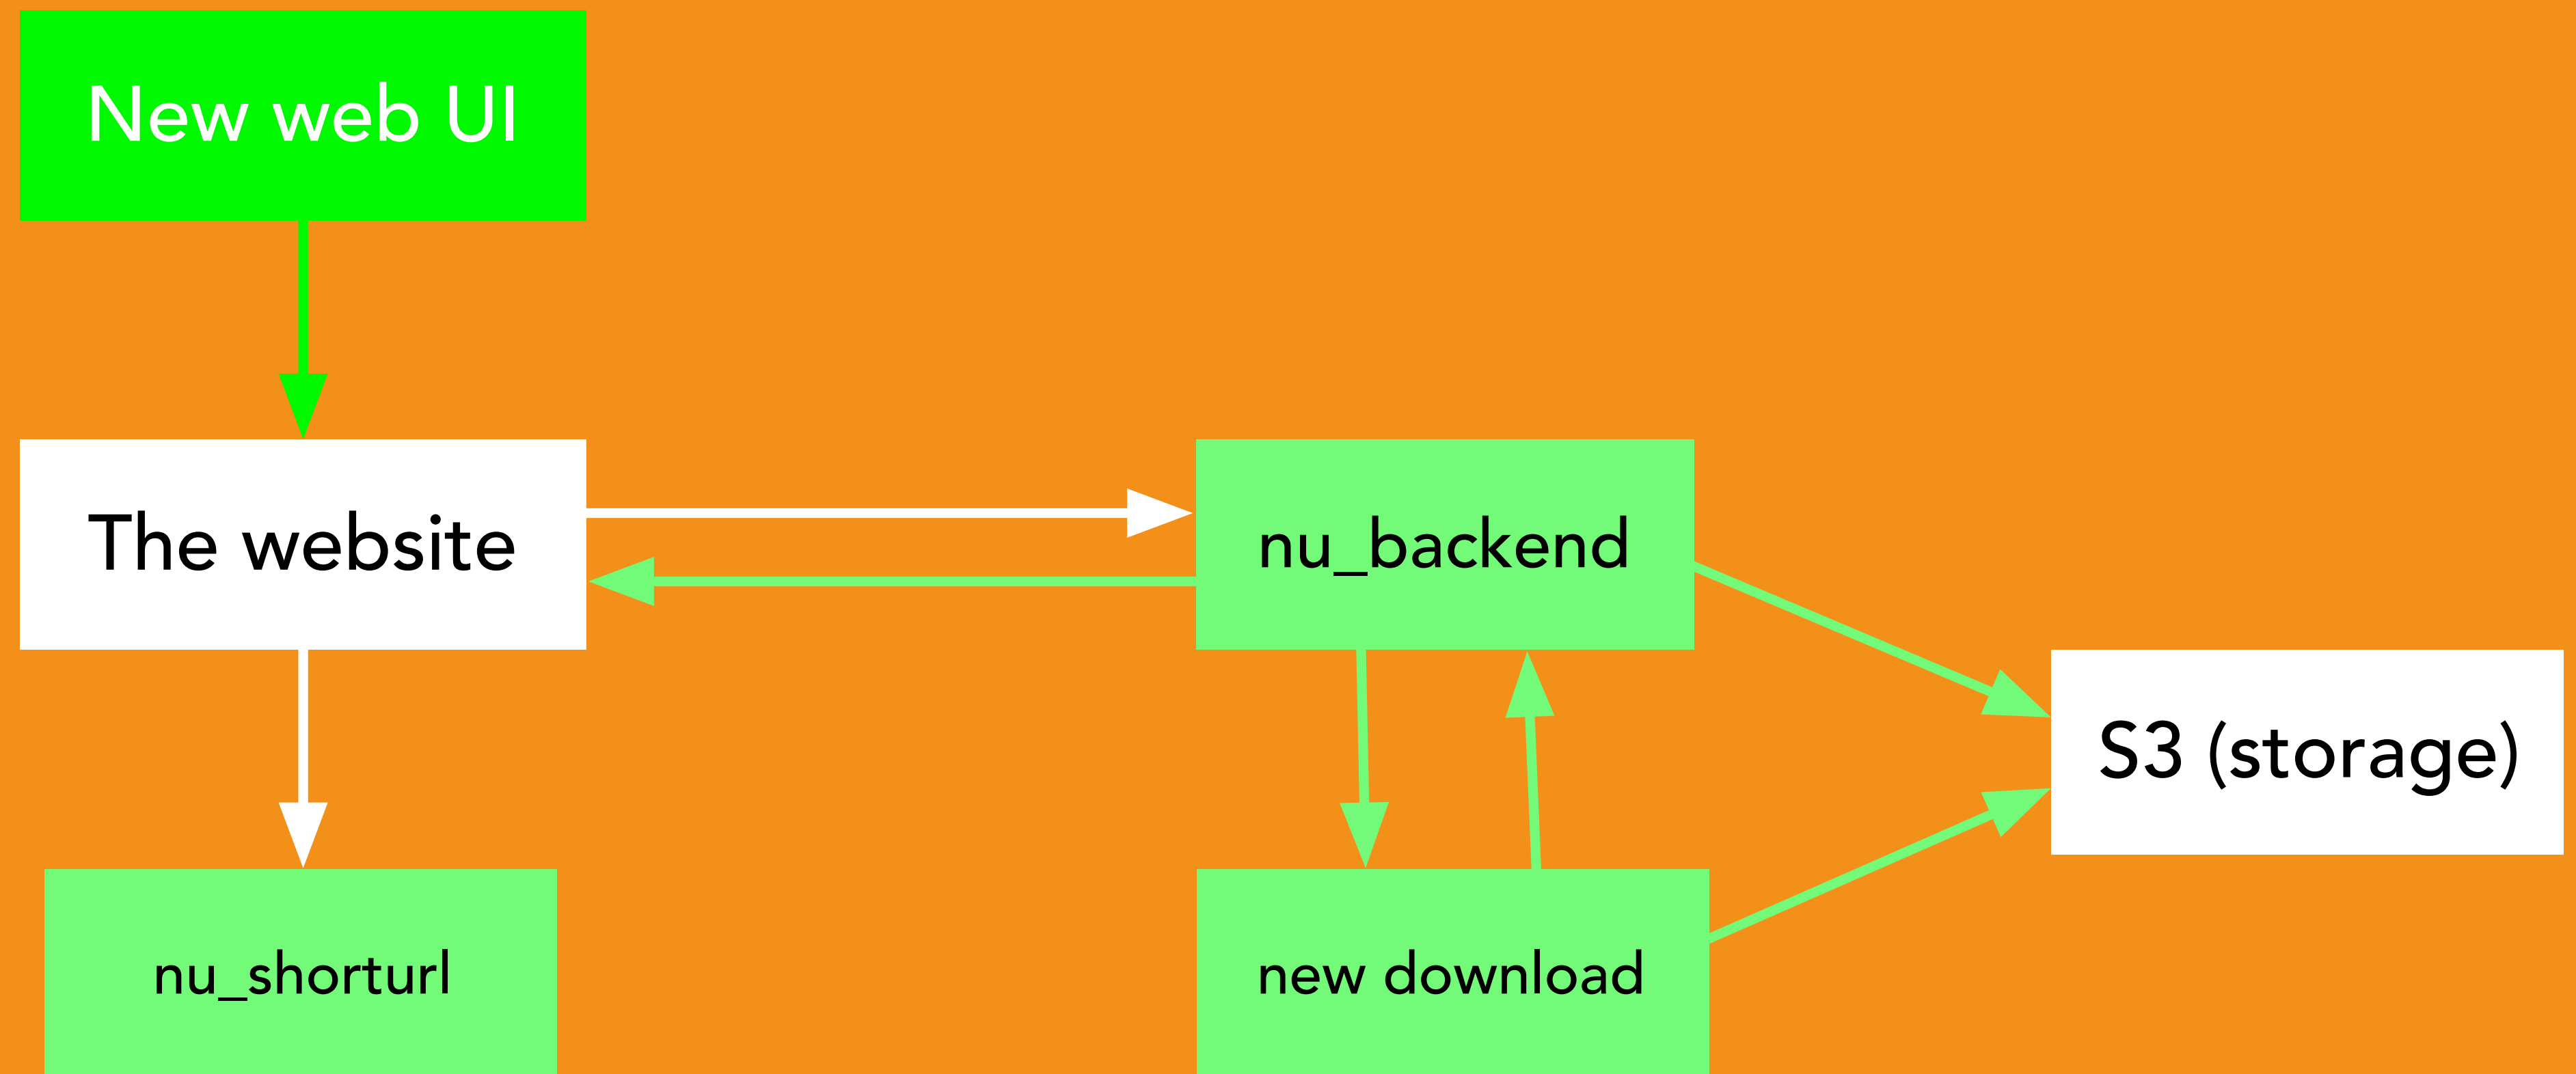 New web UI
The website
nu_backend
S3 (storage)
nu_shorturl
new download